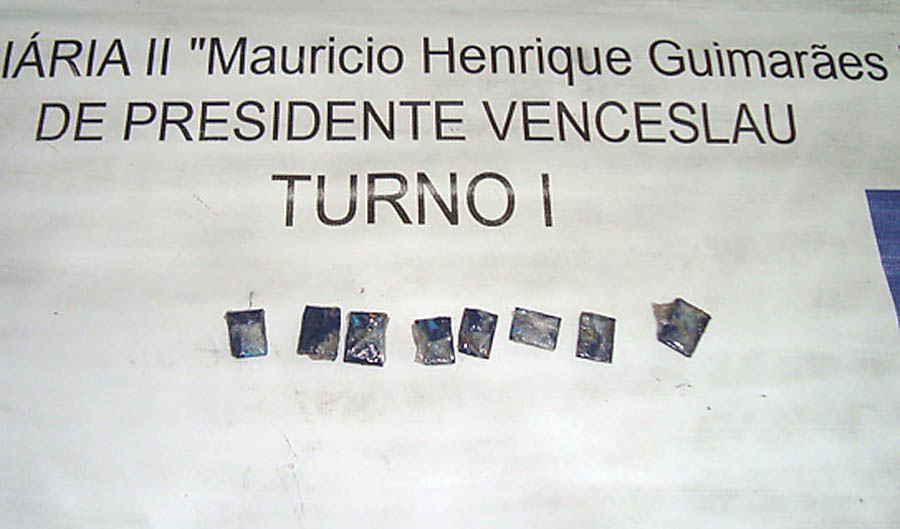 IÁRIA II "Mauricio Henrique Guimarães "
DE PRESIDENTE VENCESLAU
TURNO I